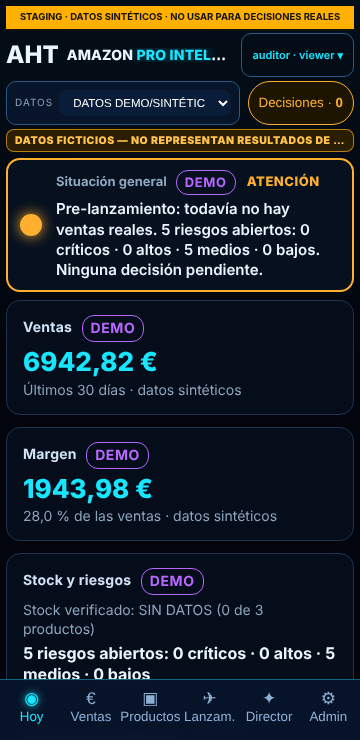 STAGING · DATOS SINTÉTICOS · NO USAR PARA DECISIONES REALES
AHT AMAZON PRO INTEL... auditor · viewer ▾
DATOS DATOS DEMO/SINTÉTIC Decisiones · 0
DATOS FICTICIOS — NO REPRESENTAN RESULTADOS DE ...
Situación general DEMO ATENCIÓN
Pre-lanzamiento: todavía no hay
ventas reales. 5 riesgos abiertos: 0
críticos · 0 altos · 5 medios · 0 bajos.
Ninguna decisión pendiente.
Ventas DEMO
6942,82 €
Últimos 30 días · datos sintéticos
Margen DEMO
1943,98 €
28,0 % de las ventas · datos sintéticos
Stock y riesgos DEMO
Stock verificado: SIN DATOS (0 de 3
productos)
5 riesgos abiertos: 0 críticos · 0 altos · 5
medios · 0 bajos
Hoy € Ventas Productos Lanzam. Director Admin